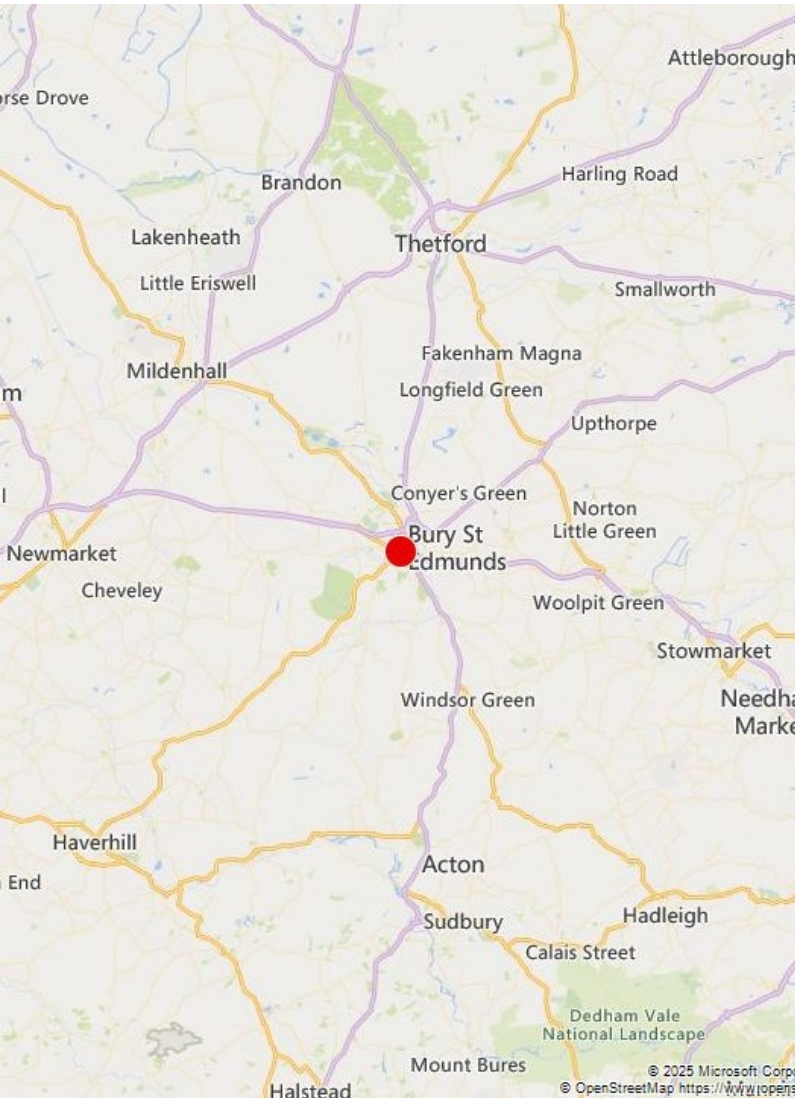 Attleborough
orse Drove
Harling Road
Brandon
Lakenheath
Thetford
Little Eriswell
Smallworth
Fakenham Magna
Mildenhall
Longfield Green
m
Upthorpe
Conyer's Green
l
Norton
Little Green
Bury St
Edmunds
Newmarket
Cheveley
Woolpit Green
Stowmarket
Windsor Green
Needha
Marke
Haverhill
Acton
End
Sudbury
Hadleigh
Calais Street
Dedham Vale
National Landscape
Mount Bures
© 2025 Microsoft Corpo
© OpenStreetMap https://www.opens
Halstead